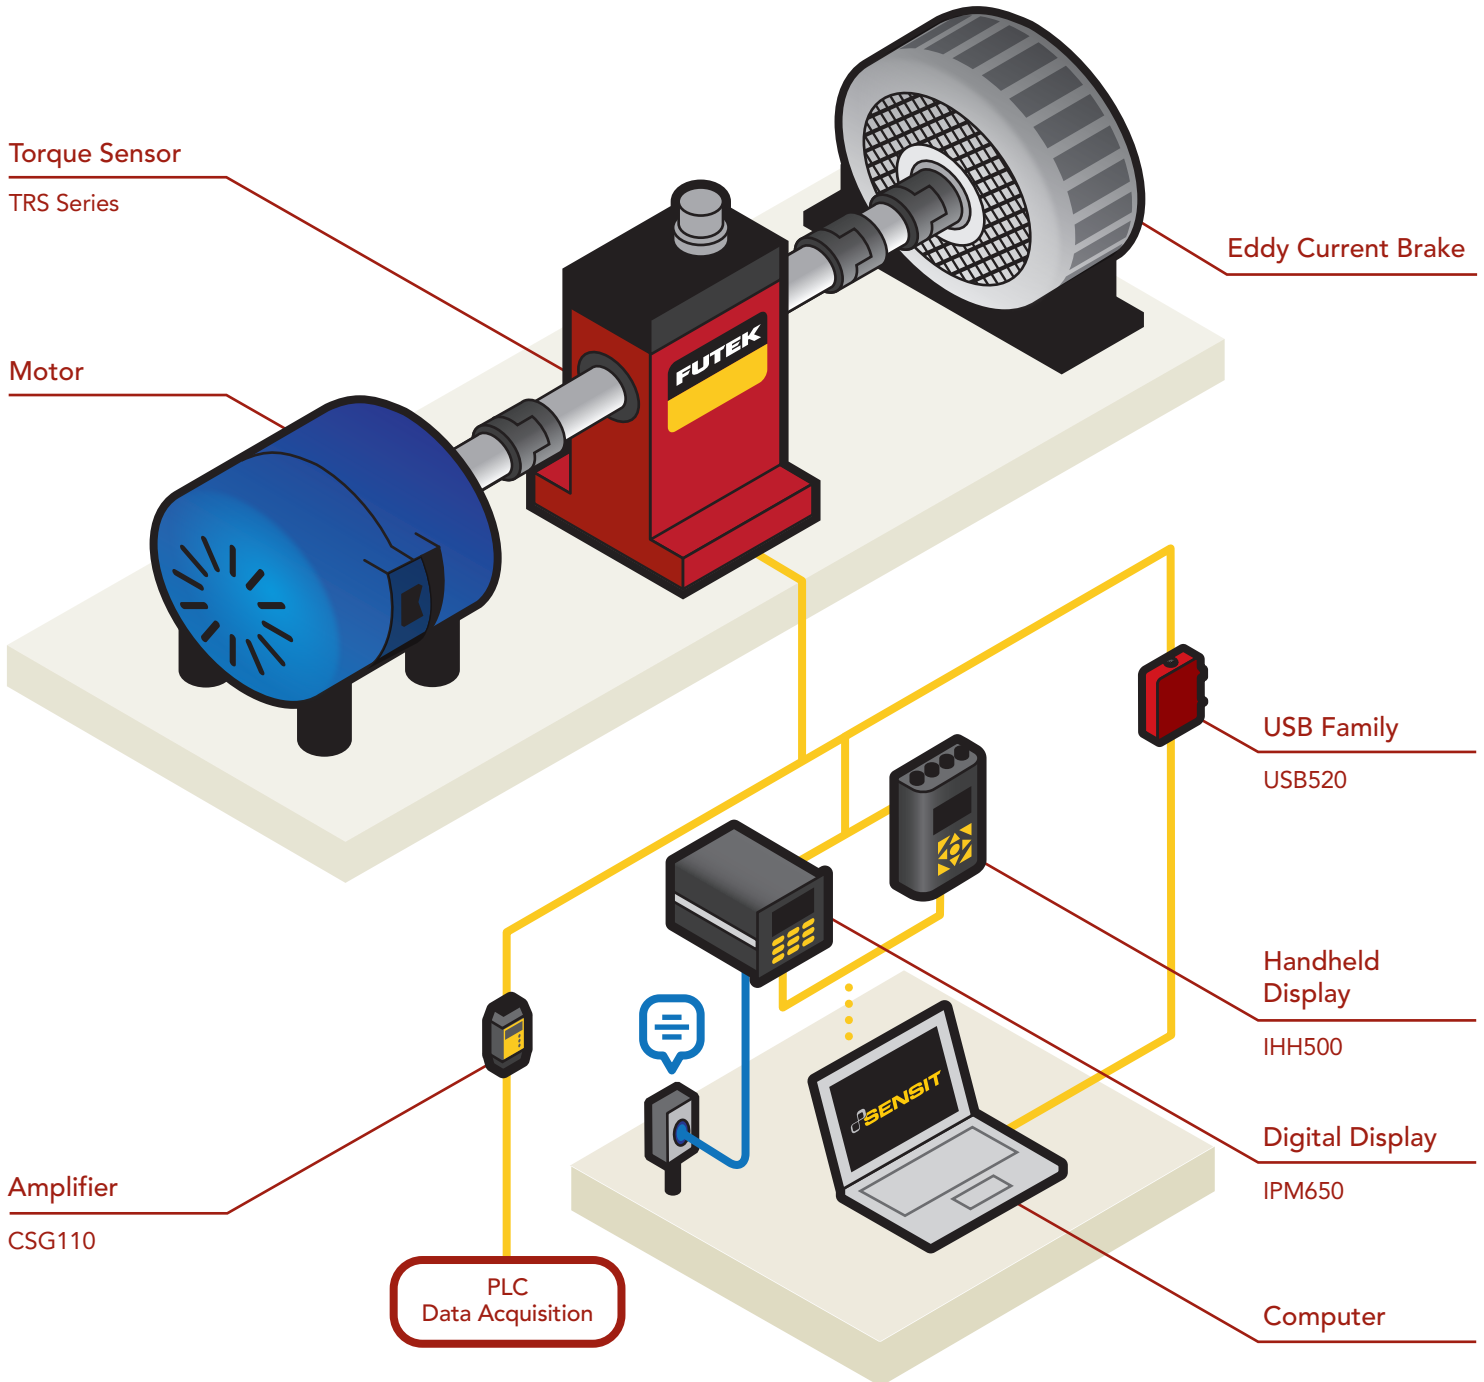 Torque Sensor
TRS Series
Motor
FUTEK
Eddy Current Brake
USB Family
USB520
Handheld
Display
IHH500
Digital Display
IPM650
SENSIT
Amplifier
CSG110
PLC
Data Acquisition
Computer